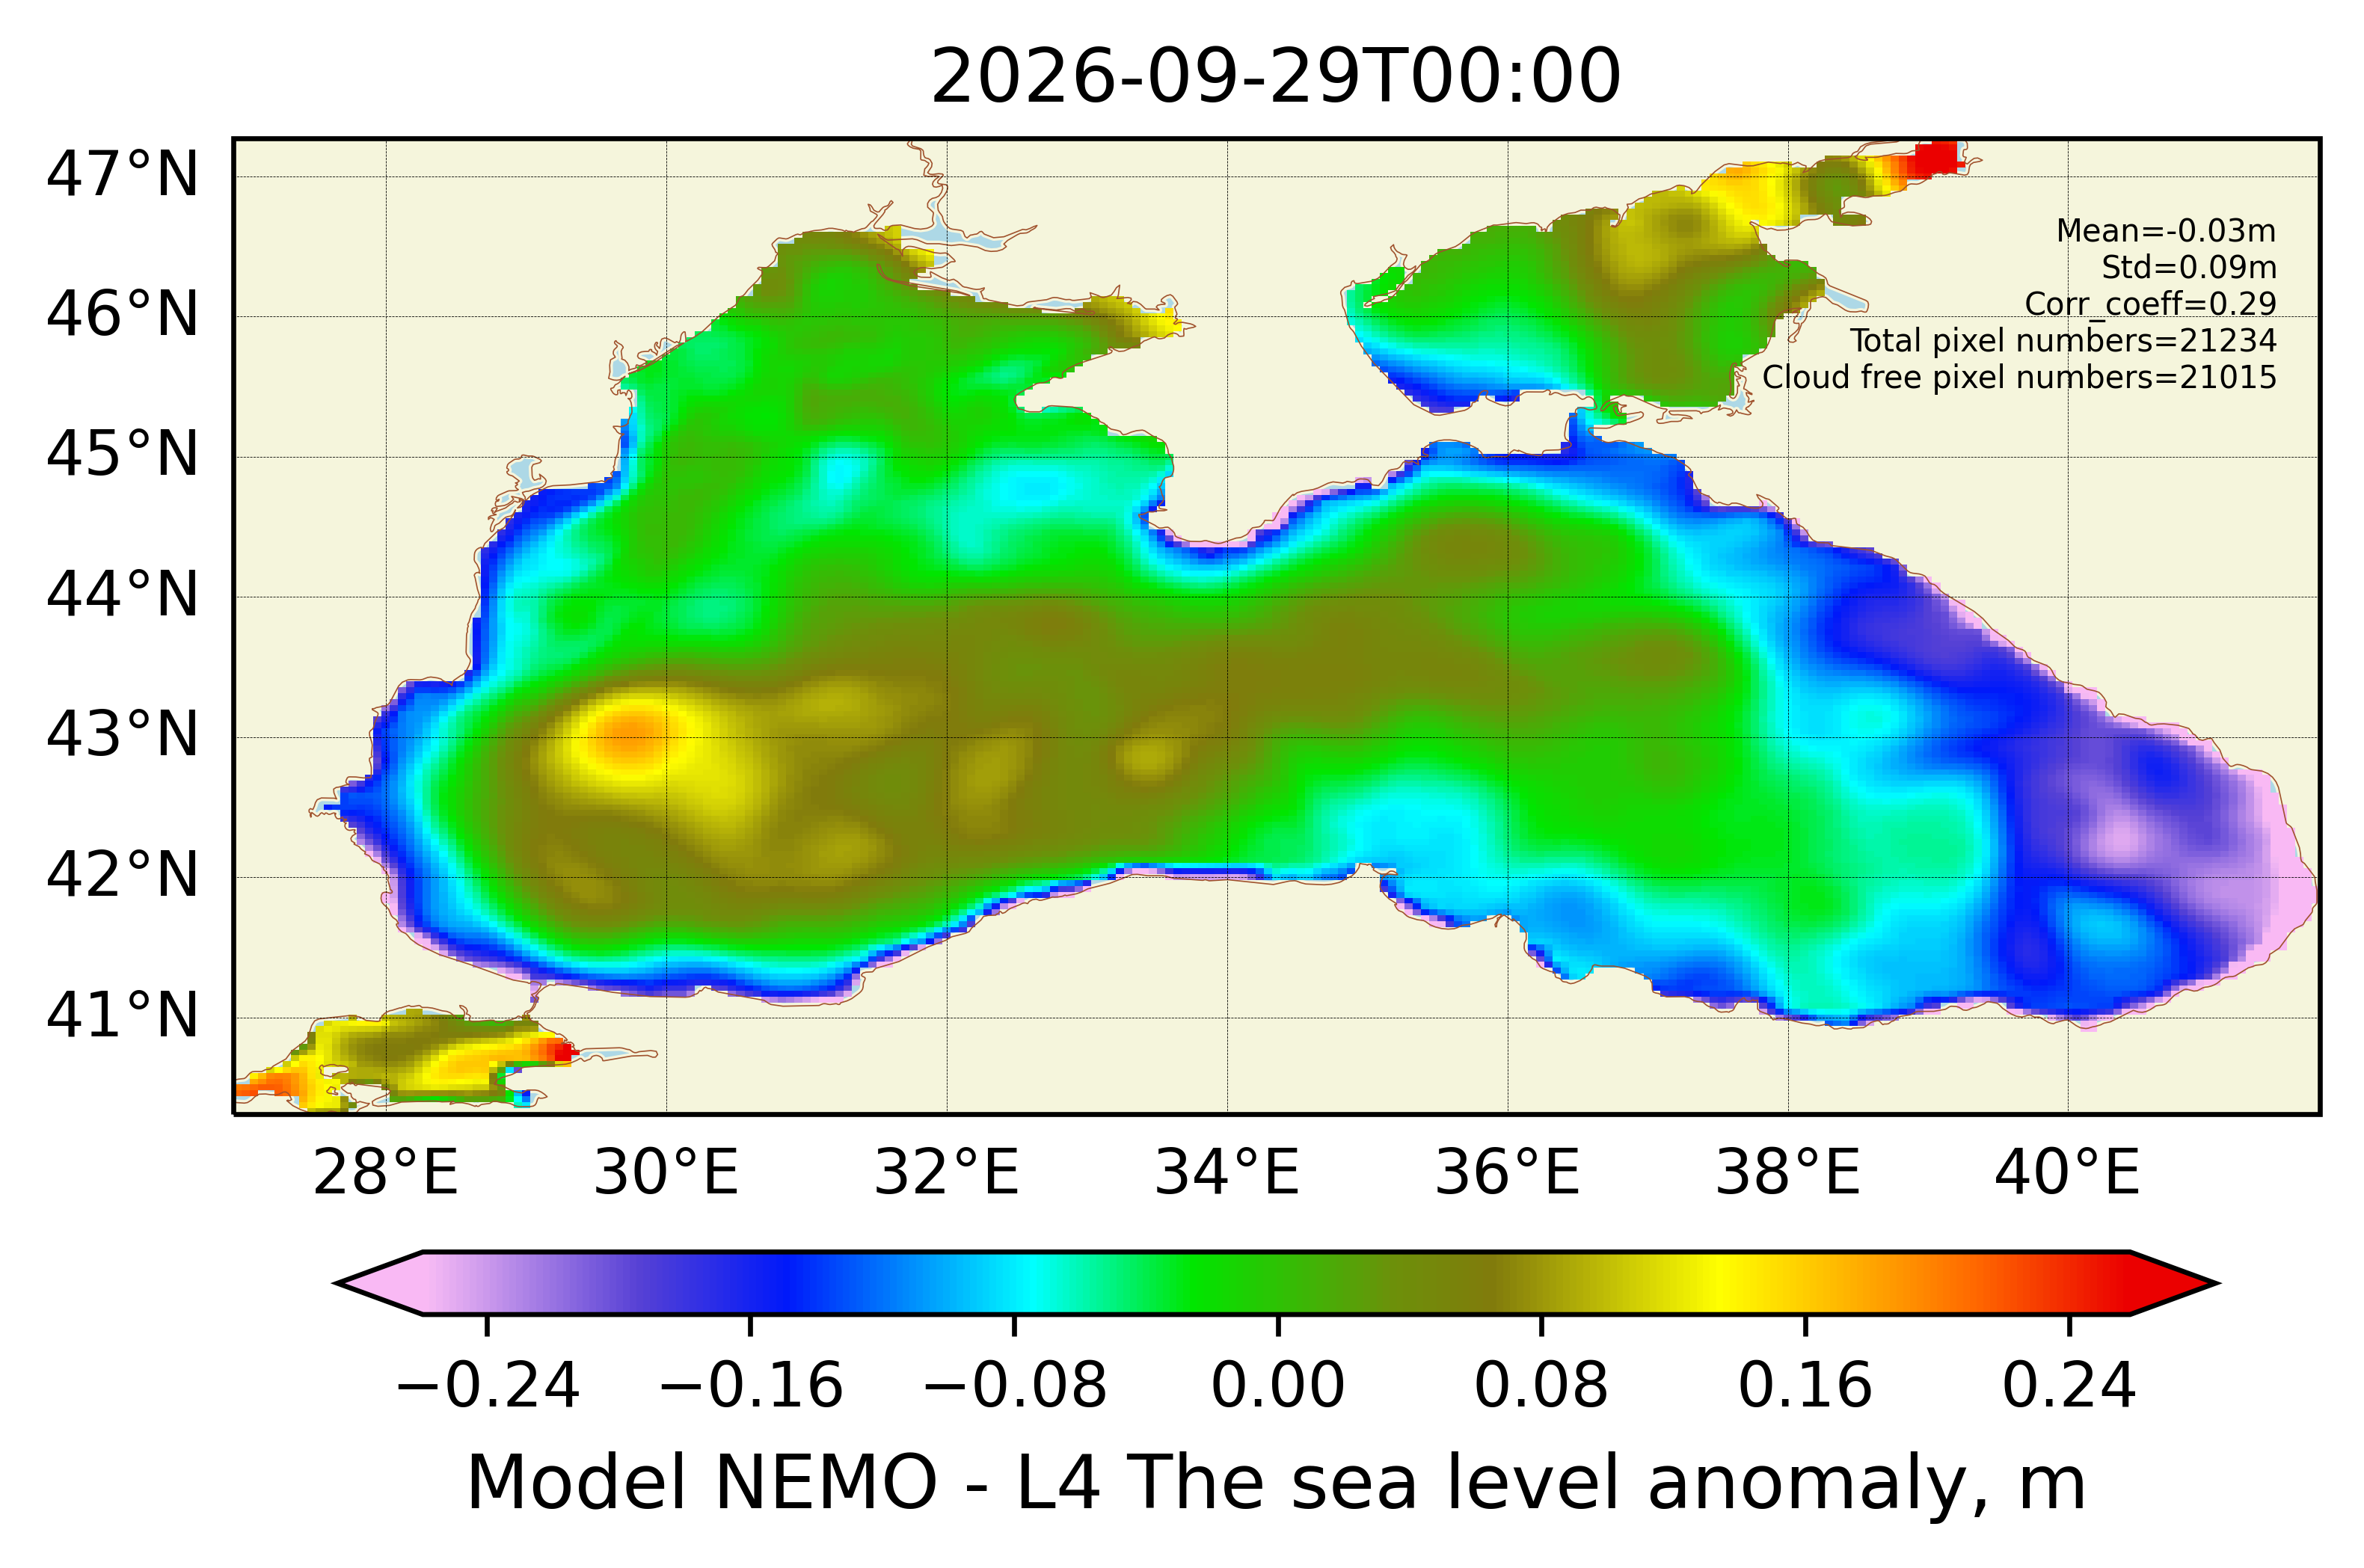 2026-09-29T00:00
47°N
46°N
45°N
44°N
43°N
42°N
41°N
Mean=-0.03m
Std=0.09m
Corr_coeff=0.29
Total pixel numbers=21234
Cloud free pixel numbers=21015
28°E 30°E 32°E 34°E 36°E 38°E 40°E
−0.24 −0.16 −0.08 0.00 0.08 0.16 0.24
Model NEMO - L4 The sea level anomaly, m